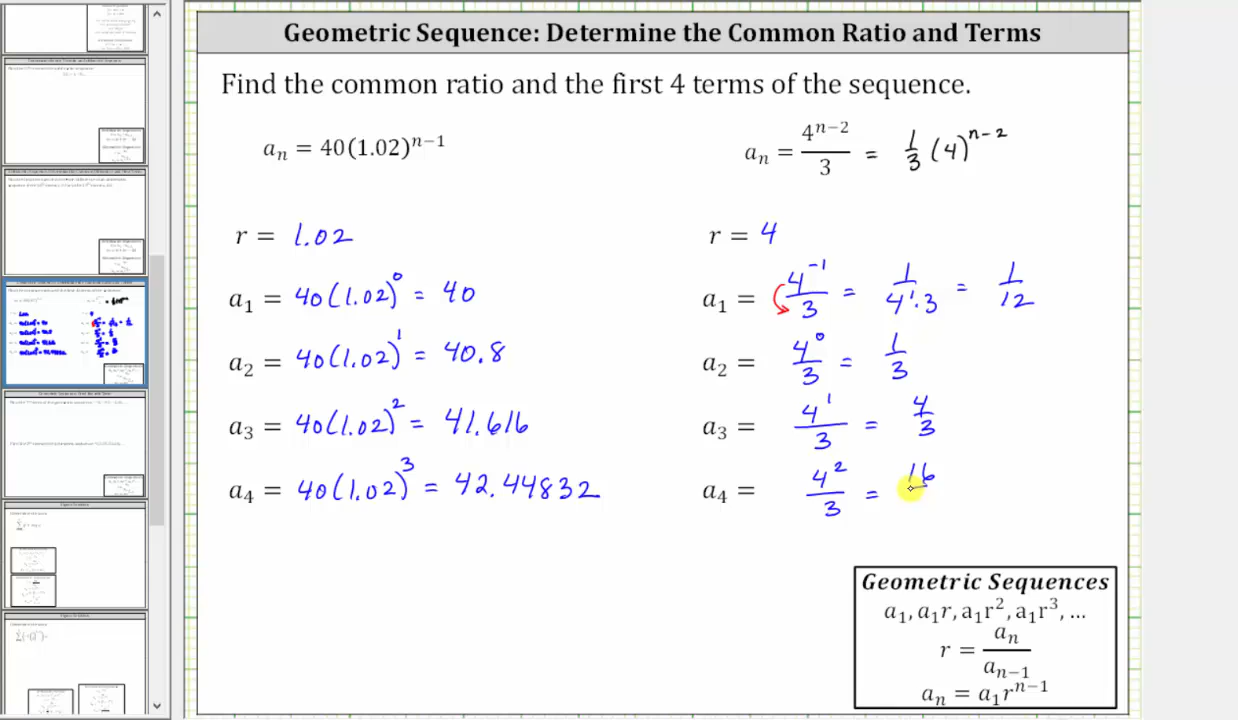 Geometric Sequence: Determine the Common Ratio and Terms
Find the common ratio and the first 4 terms of the sequence.
aₙ = 40(1.02)ⁿ⁻¹
r = 1.02
a₁ = 40(1.02)⁰ = 40
a₂ = 40(1.02)¹ = 40.8
a₃ = 40(1.02)² = 41.616
a₄ = 40(1.02)³ = 42.44832
aₙ = 4ⁿ⁻²/3 = 1/3 (4)ⁿ⁻²
r = 4
a₁ = 4⁻¹/3 = 1/4¹·3 = 1/12
a₂ = 4⁰/3 = 1/3
a₃ = 4¹/3 = 4/3
a₄ = 4²/3 = 16
Geometric Sequences
a₁, a₁r, a₁r², a₁r³, ...
r = aₙ/aₙ₋₁
aₙ = a₁rⁿ⁻¹